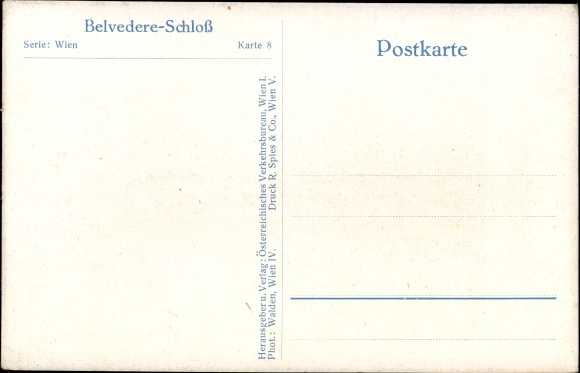 Belvedere-Schloß
Serie: Wien Karte 8
Postkarte
Herausgeber u. Verlag: Österreichisches Verkehrsbureau, Wien I.
Phot.: Walden, Wien IV. Druck R. Spies & Co., Wien V.